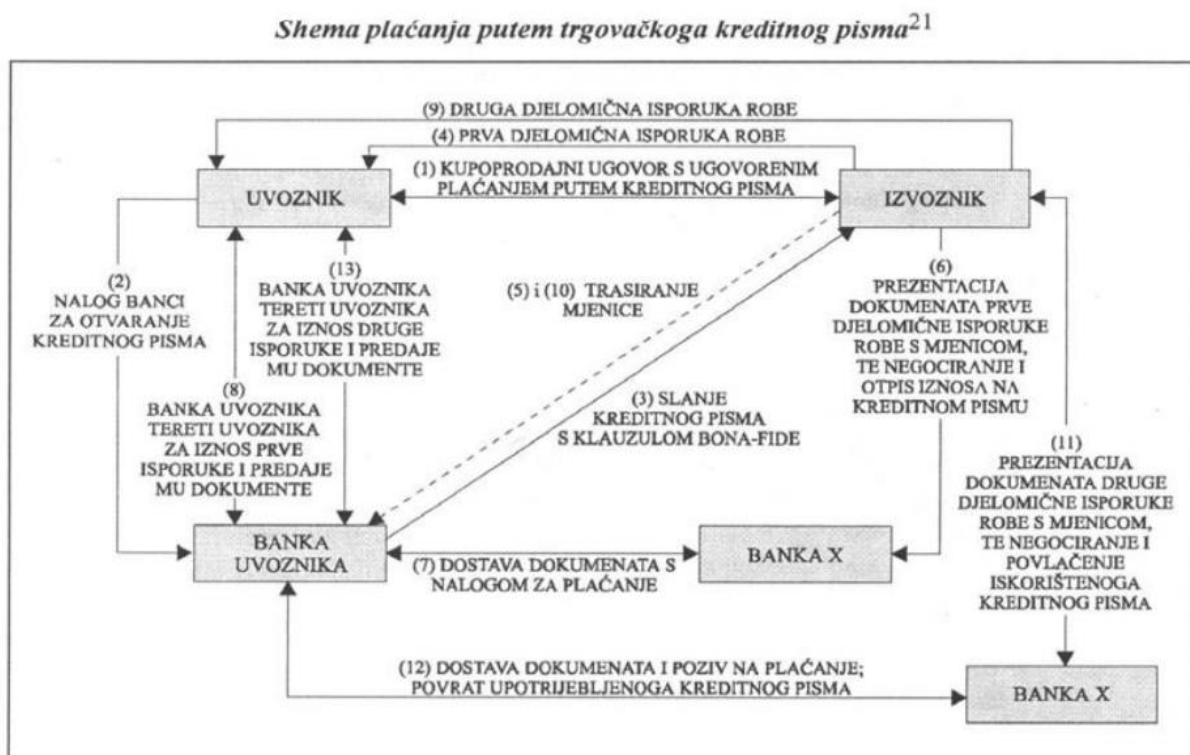 Shema plaćanja putem trgovačkoga kreditnog pisma21
(9) DRUGA DJELOMIČNA ISPORUKA ROBE
(4) PRVA DJELOMIČNA ISPORUKA ROBE
(1) KUPOPRODAJNI UGOVOR S UGOVORENIM
PLAĆANJEM PUTEM KREDITNOG PISMA
UVOZNIK
IZVOZNIK
(2)
NALOG BANCI
ZA OTVARANJE
KREDITNOG PISMA
(13)
BANKA UVOZNIKA
TERETI UVOZNIKA
ZA IZNOS DRUGE
ISPORUKE I PREDAJE
MU DOKUMENTE
(5) i (10) TRASIRANJE
MJENICE
(6)
PREZENTACIJA
DOKUMENATA PRVE
DJELOMIČNE ISPORUKE
ROBE S MJENICOM,
TE NEGOCIRANJE I
OTPIS IZNOSA NA
KREDITNOM PISMU
(8)
BANKA UVOZNIKA
TERETI UVOZNIKA
ZA IZNOS PRVE
ISPORUKE I PREDAJE
MU DOKUMENTE
(3) SLANJE
KREDITNOG PISMA
S KLAUZULOM BONA-FIDE
(11)
PREZENTACIJA
DOKUMENATA DRUGE
DJELOMIČNE ISPORUKE
ROBE S MJENICOM,
TE NEGOCIRANJE I
POVLAČENJE
ISKORIŠTENOGA
KREDITNOG PISMA
BANKA
UVOZNIKA
(7) DOSTAVA DOKUMENATA S
NALOGOM ZA PLAĆANJE
BANKA X
(12) DOSTAVA DOKUMENATA I POZIV NA PLAĆANJE;
POVRAT UPOTRIJEBLJENOGA KREDITNOG PISMA
BANKA X